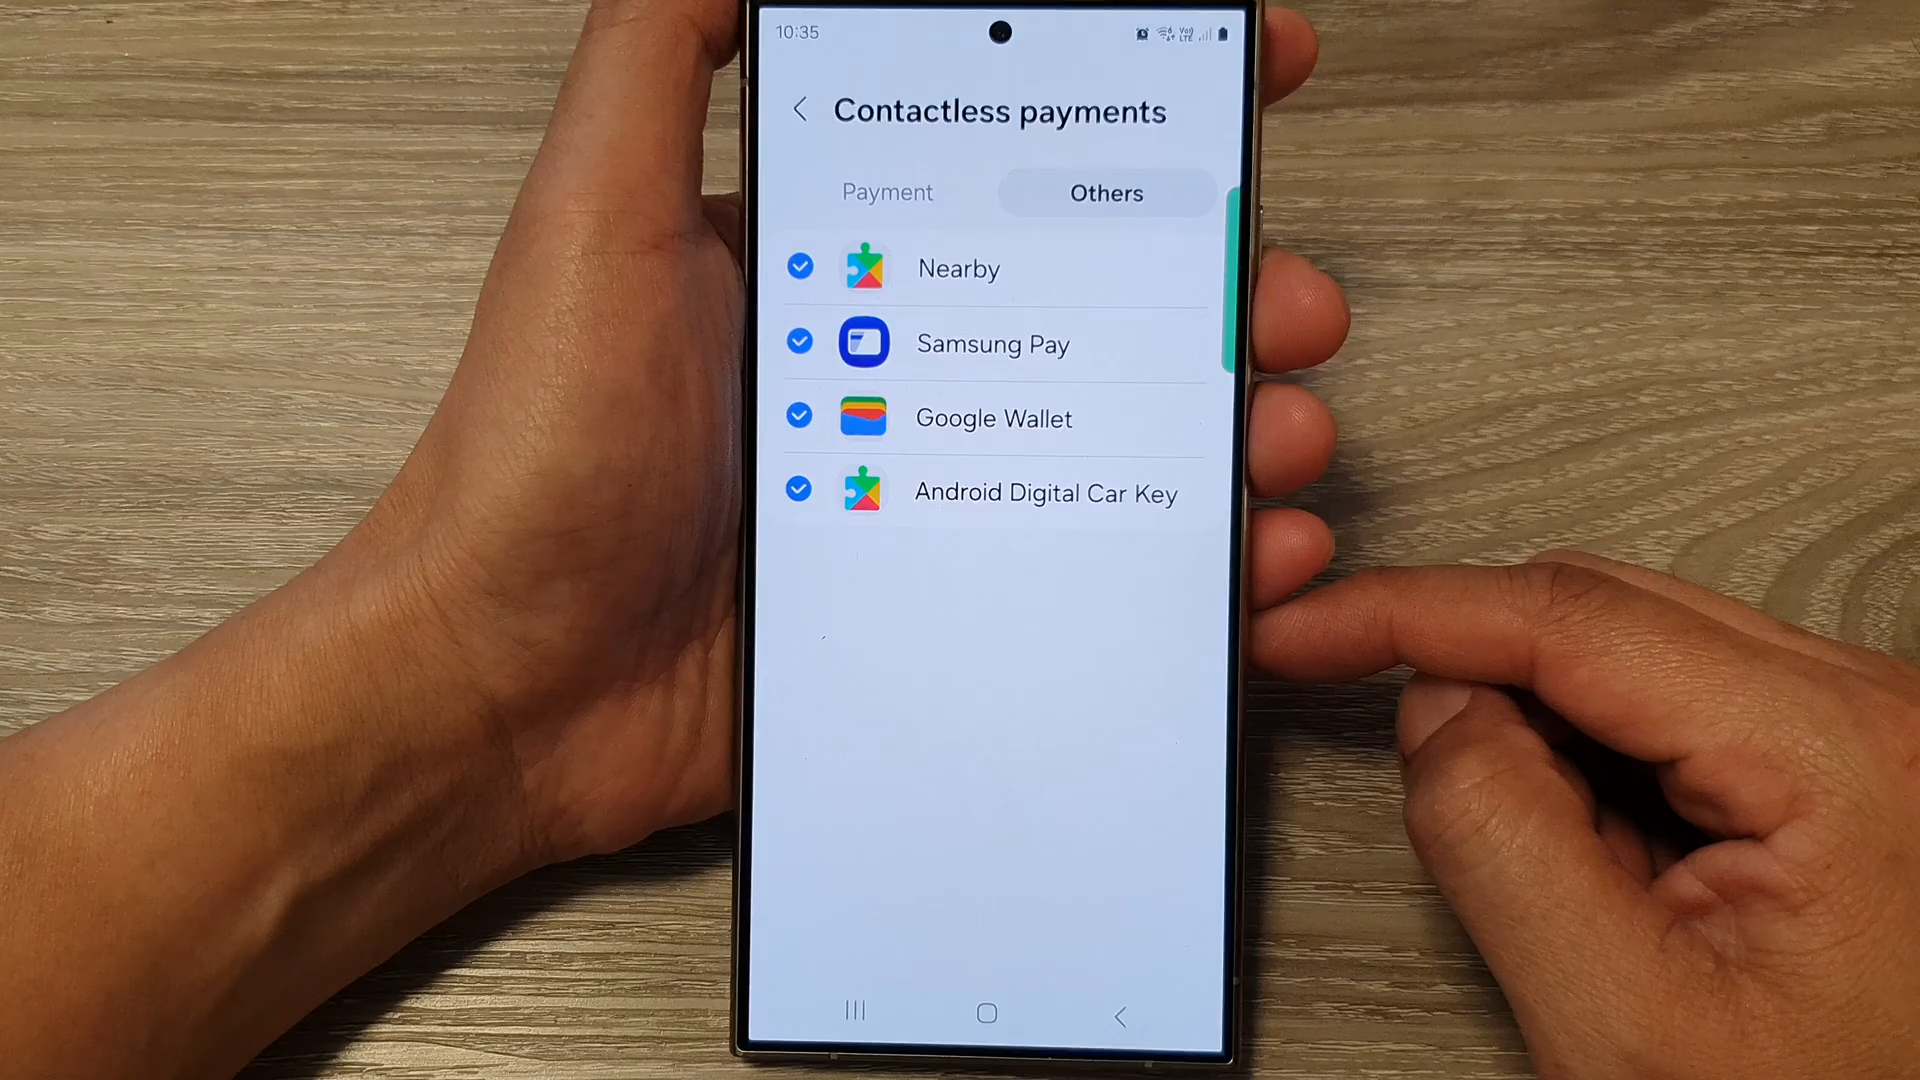 10:35
Contactless payments
Payment Others
Nearby
Samsung Pay
Google Wallet
Android Digital Car Key